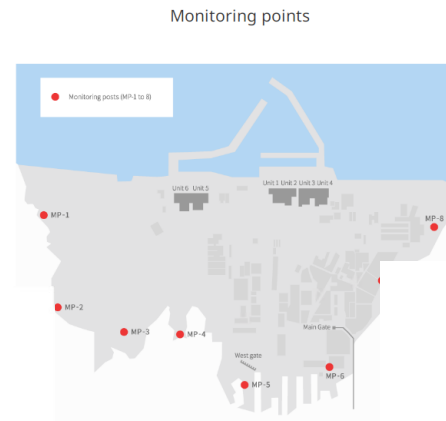 Monitoring points
Monitoring posts (MP-1 to 8)
Unit 6 Unit 5
Unit 1 Unit 2 Unit 3 Unit 4
MP-1
MP-8
MP-2
Main Gate
MP-3
MP-4
West gate
MP-6
MP-5